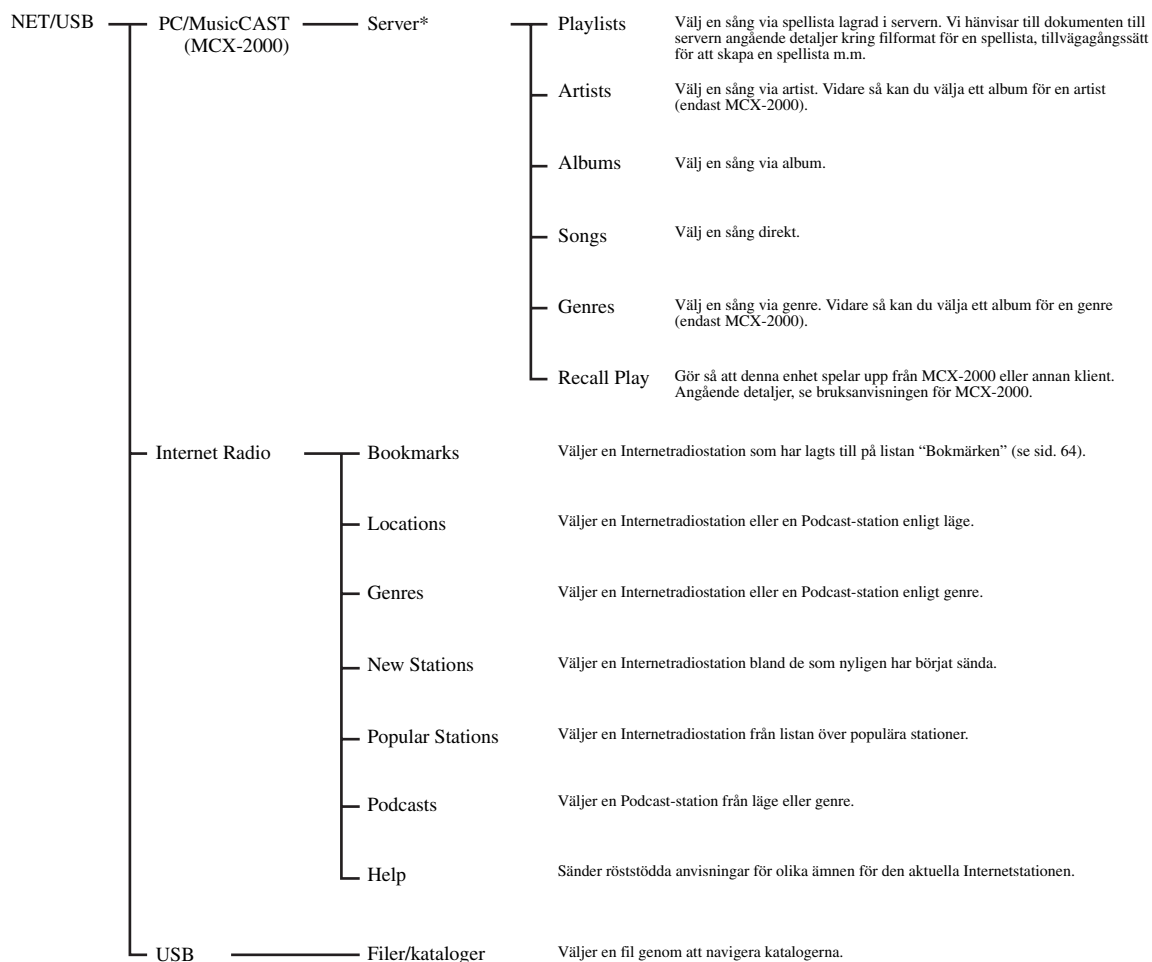 NET/USB
PC/MusicCAST
(MCX-2000)
Server*
Playlists
Välj en sång via spellista lagrad i servern. Vi hänvisar till dokumenten till
servern angående detaljer kring filformat för en spellista, tillvägagångssätt
för att skapa en spellista m.m.
Artists
Välj en sång via artist. Vidare så kan du välja ett album för en artist
(endast MCX-2000).
Albums
Välj en sång via album.
Songs
Välj en sång direkt.
Genres
Välj en sång via genre. Vidare så kan du välja ett album för en genre
(endast MCX-2000).
Recall Play
Gör så att denna enhet spelar upp från MCX-2000 eller annan klient.
Angående detaljer, se bruksanvisningen för MCX-2000.
Internet Radio
Bookmarks
Väljer en Internetradiostation som har lagts till på listan “Bokmärken” (se sid. 64).
Locations
Väljer en Internetradiostation eller en Podcast-station enligt läge.
Genres
Väljer en Internetradiostation eller en Podcast-station enligt genre.
New Stations
Väljer en Internetradiostation bland de som nyligen har börjat sända.
Popular Stations
Väljer en Internetradiostation från listan över populära stationer.
Podcasts
Väljer en Podcast-station från läge eller genre.
Help
Sänder röststödda anvisningar för olika ämnen för den aktuella Internetstationen.
USB
Filer/kataloger
Väljer en fil genom att navigera katalogerna.